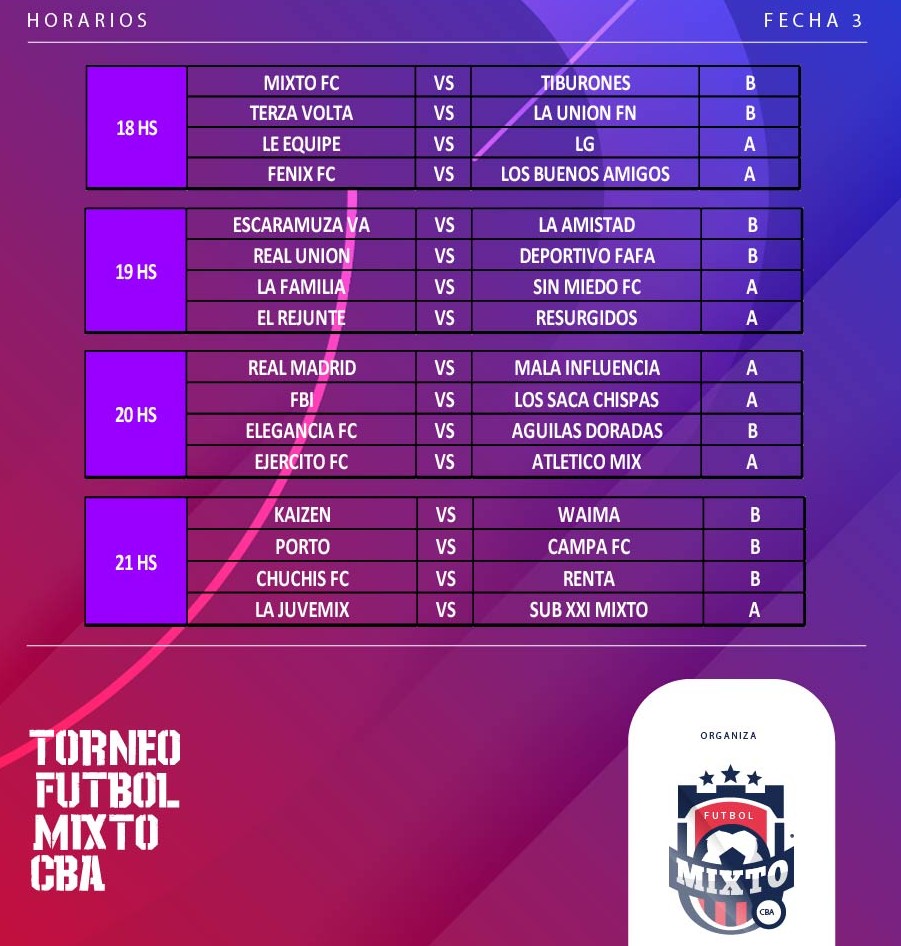 HORARIOS FECHA 3
18 HS
MIXTO FC VS TIBURONES B
TERZA VOLTA VS LA UNION FN B
LE EQUIPE VS LG A
FENIX FC VS LOS BUENOS AMIGOS A
19 HS
ESCARAMUZA VA VS LA AMISTAD B
REAL UNION VS DEPORTIVO FAFA B
LA FAMILIA VS SIN MIEDO FC A
EL REJUNTE VS RESURGIDOS A
20 HS
REAL MADRID VS MALA INFLUENCIA A
FBI VS LOS SACA CHISPAS A
ELEGANCIA FC VS AGUILAS DORADAS B
EJERCITO FC VS ATLETICO MIX A
21 HS
KAIZEN VS WAIMA B
PORTO VS CAMPA FC B
CHUCHIS FC VS RENTA B
LA JUVEMIX VS SUB XXI MIXTO A
TORNEO
FUTBOL
MIXTO
CBA
ORGANIZA
FUTBOL
MIXTO
CBA